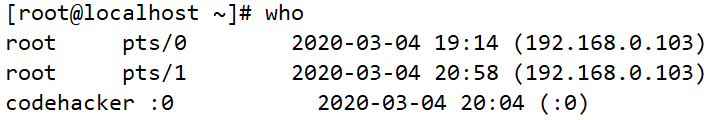 [root@localhost ~]# who
root     pts/0        2020-03-04 19:14 (192.168.0.103)
root     pts/1        2020-03-04 20:58 (192.168.0.103)
codehacker :0           2020-03-04 20:04 (:0)